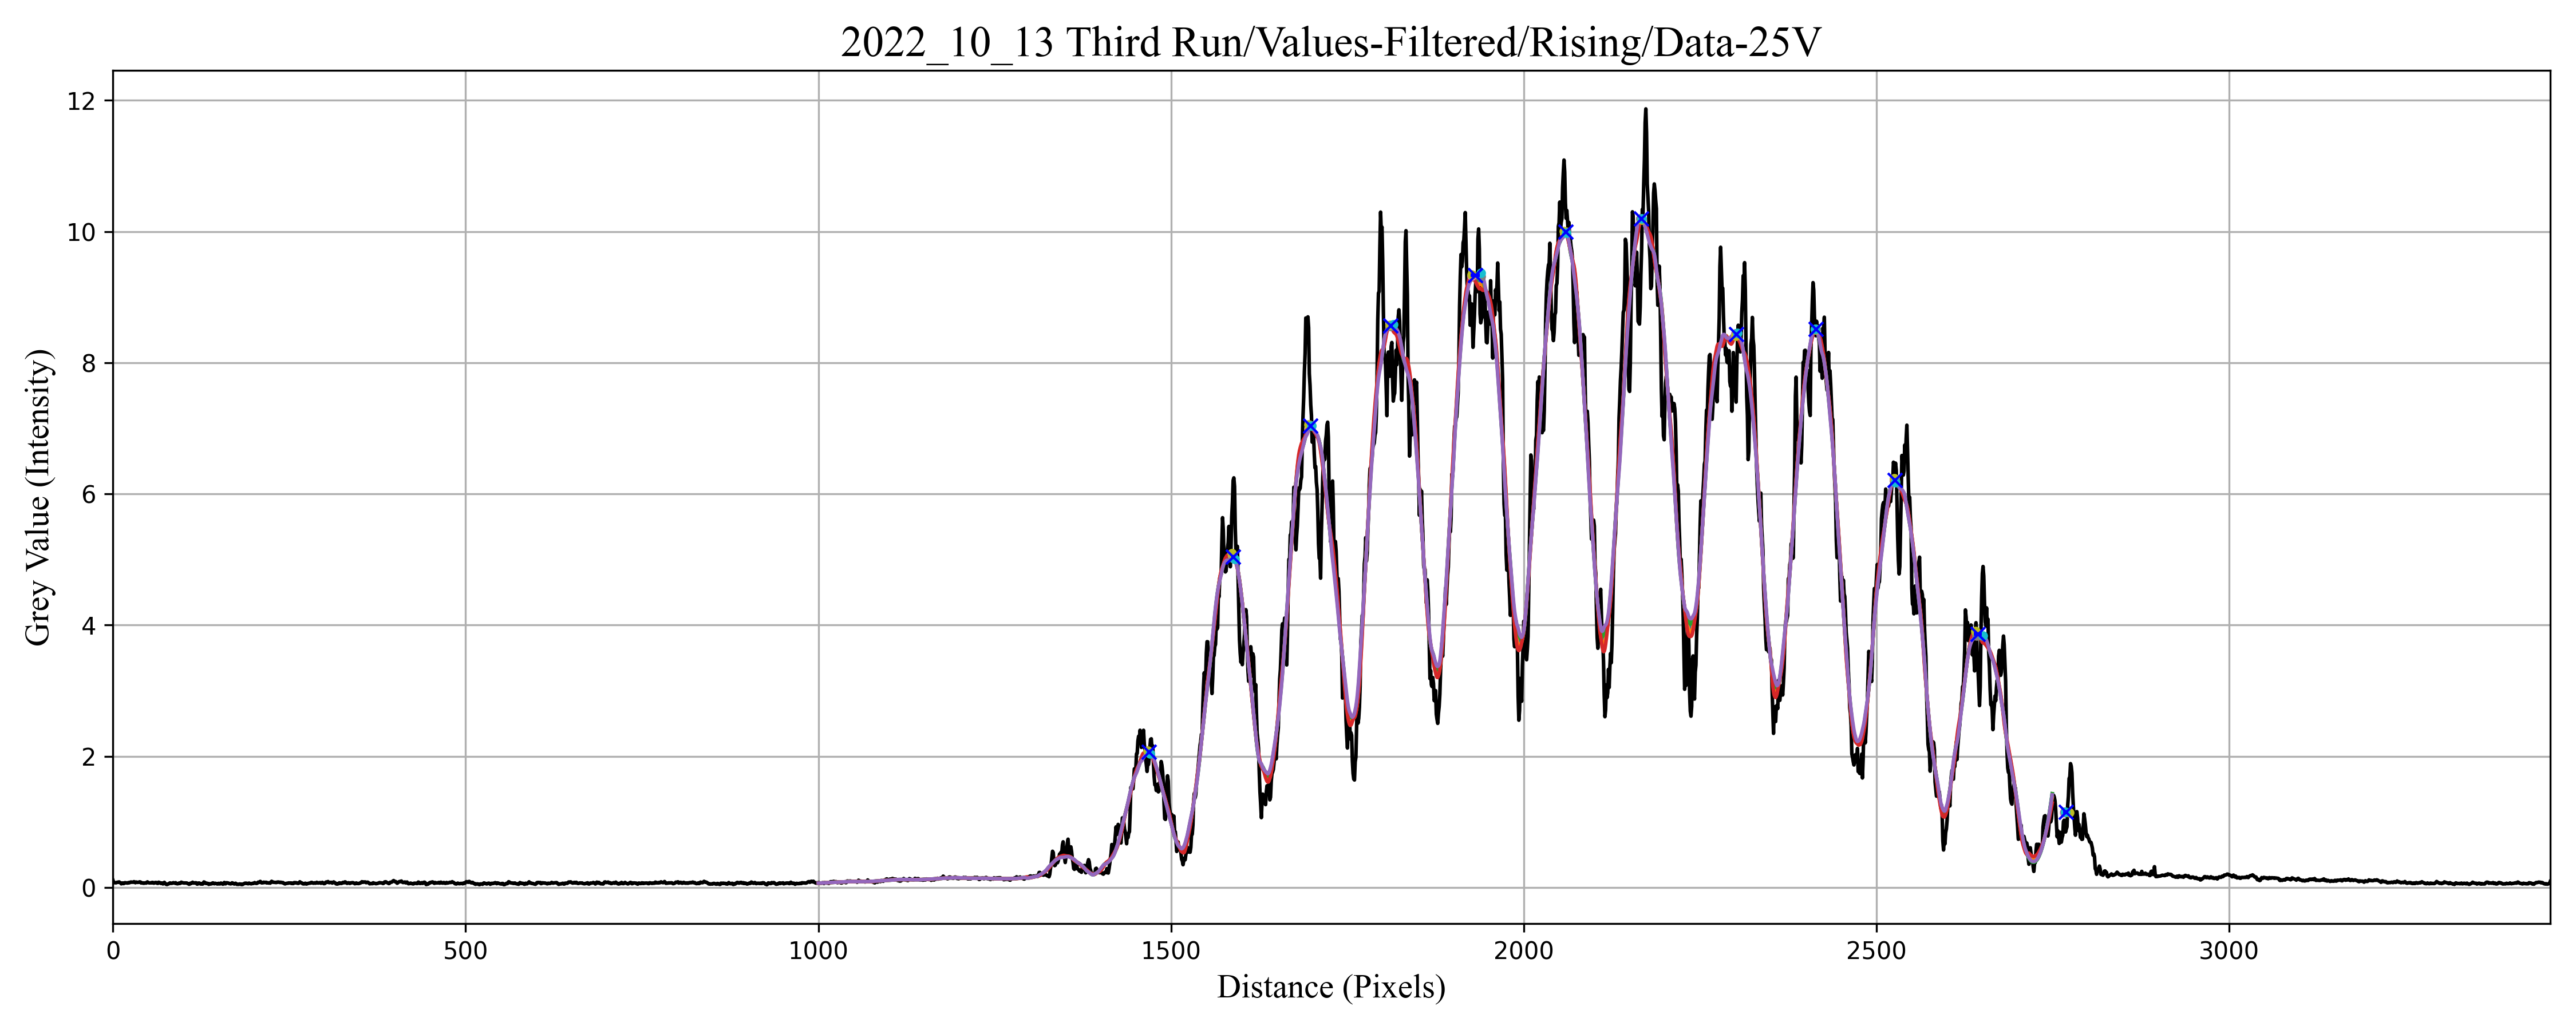 2022_10_13 Third Run/Values-Filtered/Rising/Data-25V
Grey Value (Intensity)
12
10
8
6
4
2
0
0 500 1000 1500 2000 2500 3000
Distance (Pixels)